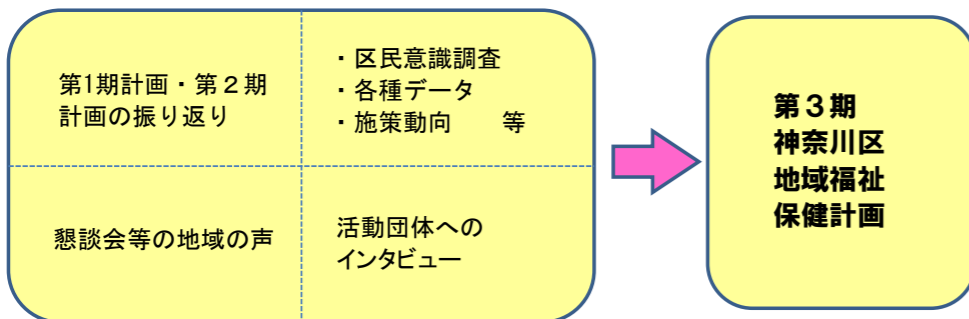 第1期計画・第２期
計画の振り返り
・区民意識調査
・各種データ
・施策動向　　等
懇談会等の地域の声
活動団体への
インタビュー
第３期
神奈川区
地域福祉
保健計画